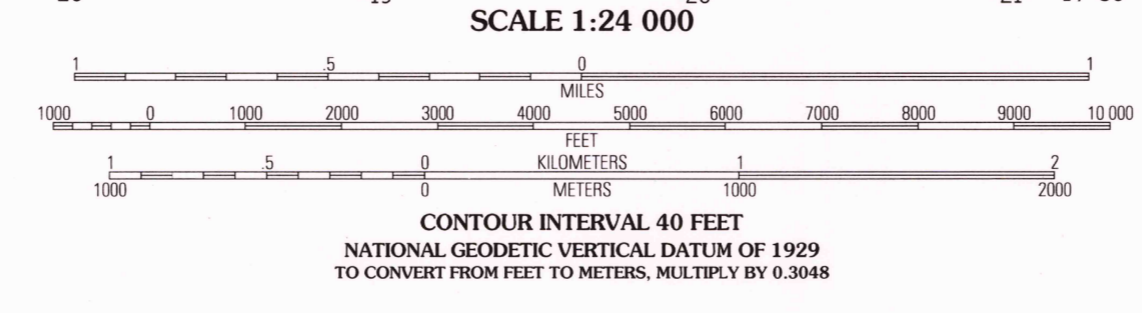 SCALE 1:24 000
1 .5 0 1
MILES
1000 0 1000 2000 3000 4000 5000 6000 7000 8000 9000 10 000
FEET
1 .5 0 KILOMETERS 1 2
1000 0 METERS 1000 2000
CONTOUR INTERVAL 40 FEET
NATIONAL GEODETIC VERTICAL DATUM OF 1929
TO CONVERT FROM FEET TO METERS, MULTIPLY BY 0.3048